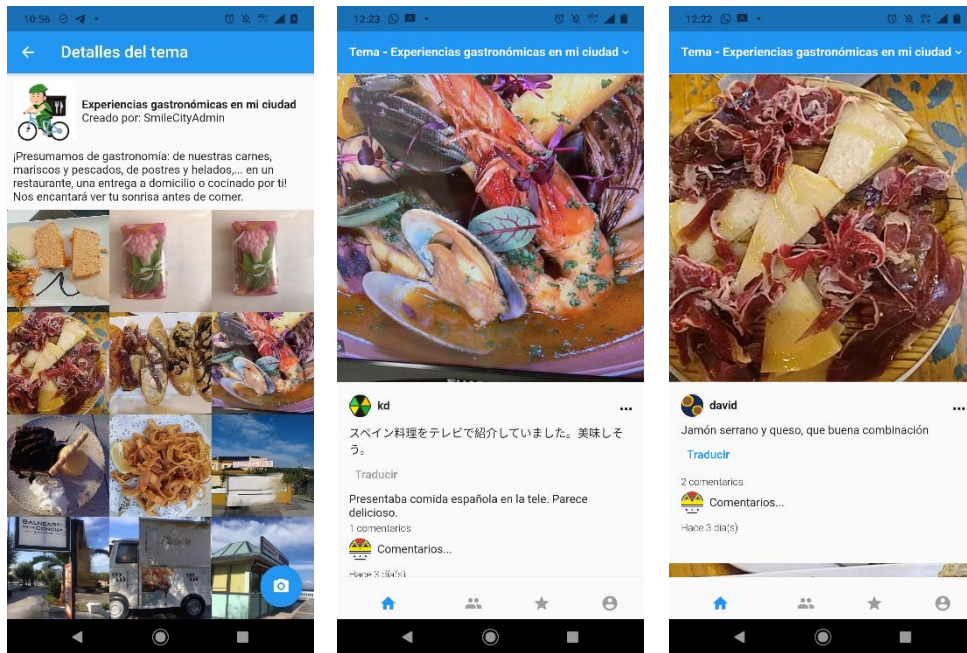 10:56
Detalles del tema
Experiencias gastronómicas en mi ciudad
Creado por: SmileCityAdmin
¡Presumamos de gastronomía: de nuestras carnes,
mariscos y pescados, de postres y helados,... en un
restaurante, una entrega a domicilio o cocinado por ti!
Nos encantará ver tu sonrisa antes de comer.
BALNEARIO
DE LA CONCHA
12:23
Tema - Experiencias gastronómicas en mi ciudad
kd
スペイン料理をテレビで紹介していました。美味しそ
う。
Traducir
Presentaba comida española en la tele. Parece
delicioso.
1 comentarios
Comentarios...
Hace 3 día(s)
12:22
Tema - Experiencias gastronómicas en mi ciudad
david
Jamón serrano y queso, que buena combinación
Traducir
2 comentarios
Comentarios...
Hace 3 día(s)